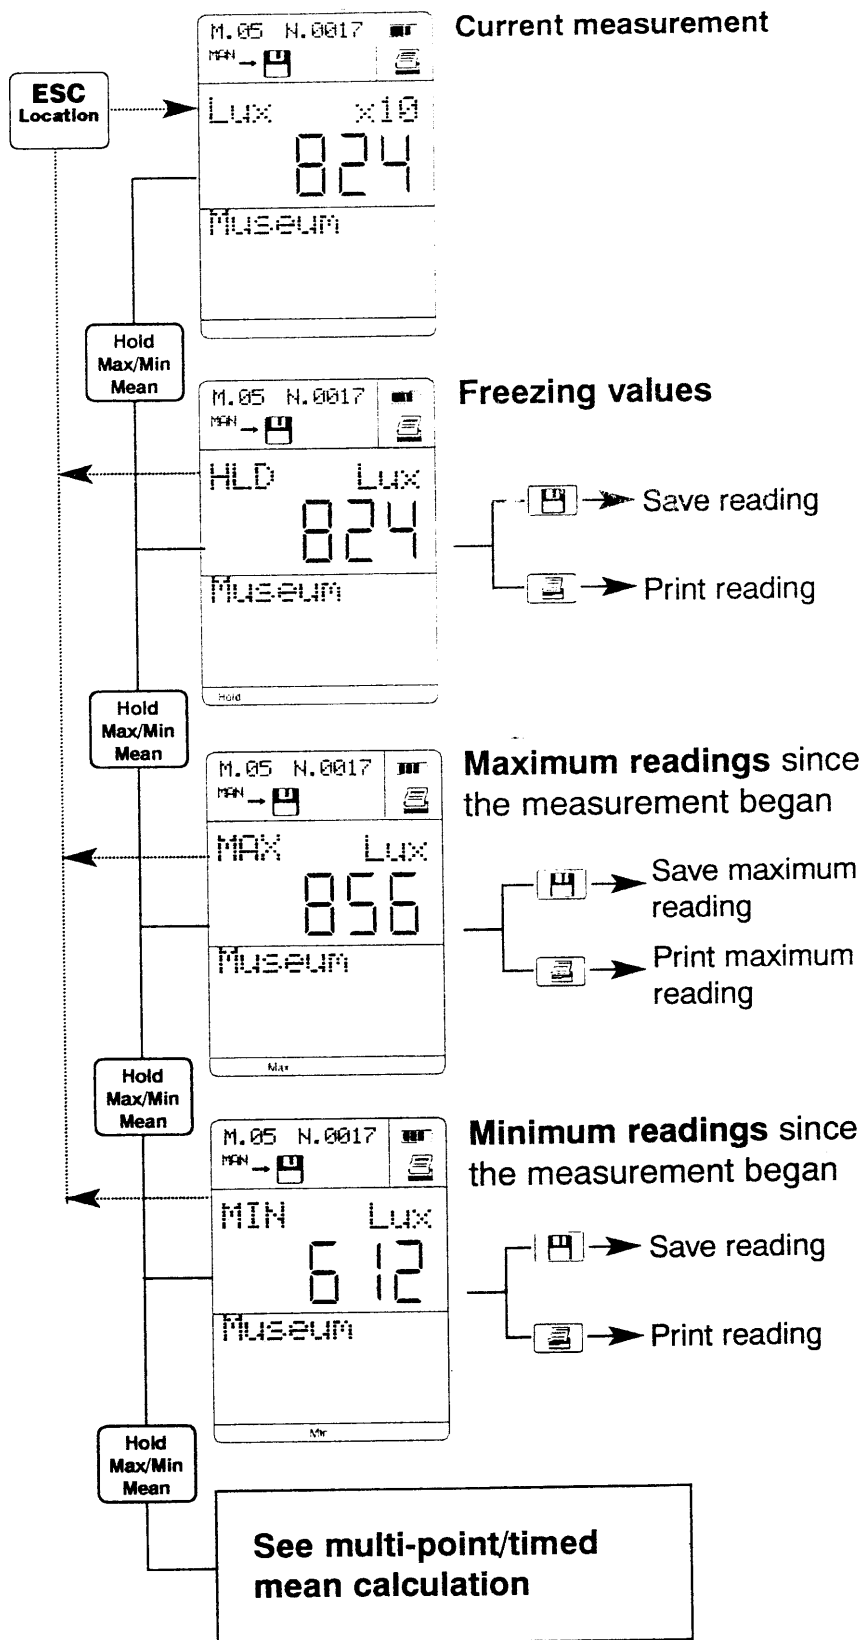 M.05 N.0017
Current measurement
MAN
ESC
Location
Lux x10
824
Museum
Hold
Max/Min
Mean
M.05 N.0017
Freezing values
MAN
HLD Lux
824
Save reading
Print reading
Museum
Hold
Hold
Max/Min
Mean
M.05 N.0017
Maximum readings since
the measurement began
MAN
MAX Lux
856
Save maximum
reading
Print maximum
reading
Museum
Max
Hold
Max/Min
Mean
M.05 N.0017
Minimum readings since
the measurement began
MAN
MIN Lux
612
Save reading
Print reading
Museum
Hold
Max/Min
Mean
See multi-point/timed
mean calculation